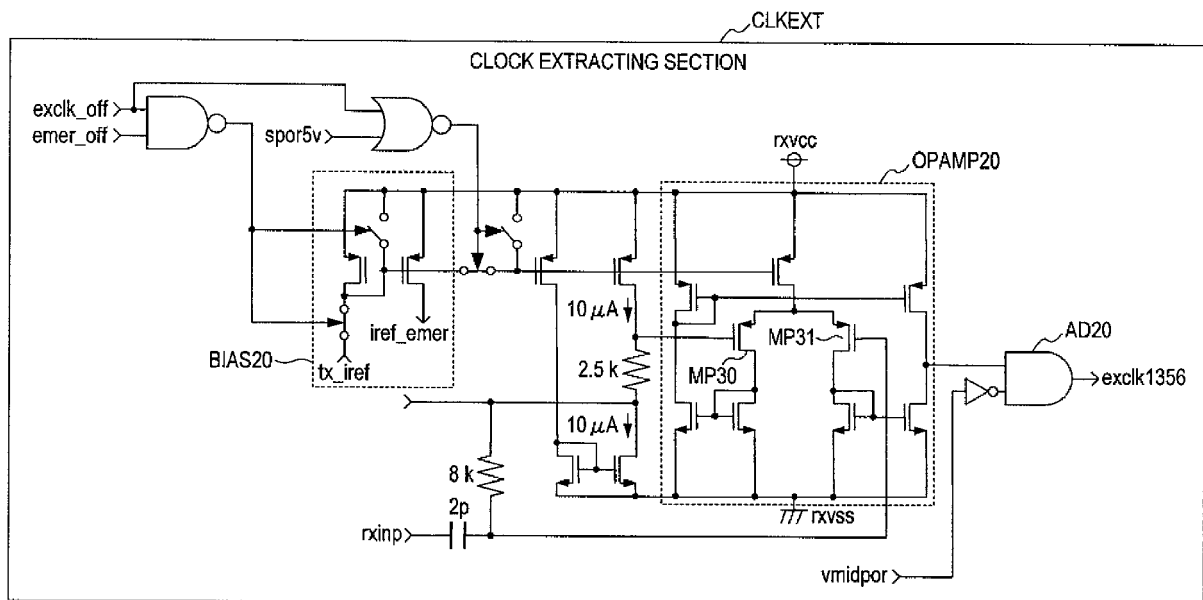 CLKEXT
CLOCK EXTRACTING SECTION
exclk_off
emer_off
spor5v
rxvcc
OPAMP20
10 μA
iref_emer
BIAS20
tx_iref
2.5 k
MP30
MP31
AD20
exclk1356
10 μA
8 k
2p
rxinp
rxvss
vmidpor